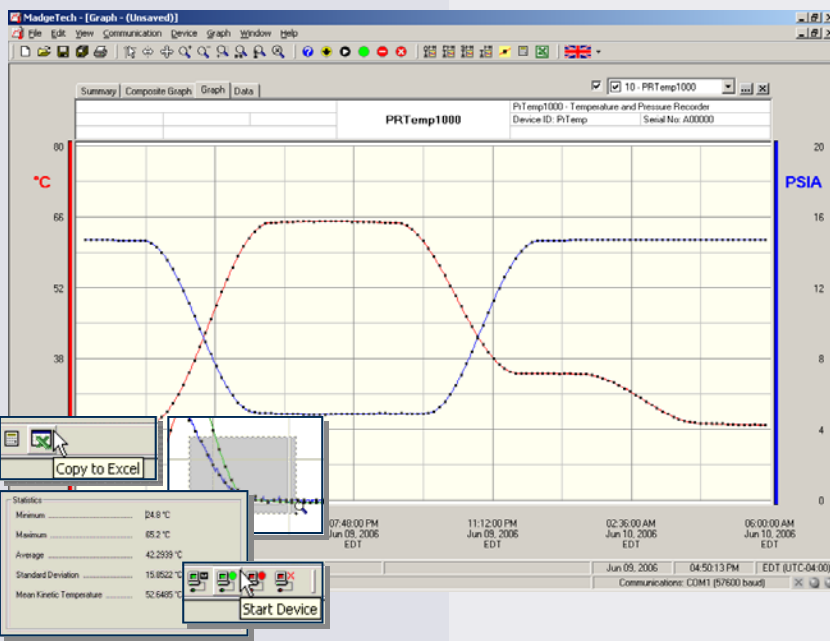 MadgeTech - [Graph - (Unsaved)]
File Edit View Communication Device Graph Window Help
Summary Composite Graph Graph Data
10 - PRTemp1000
PRTemp1000
PrTemp1000 - Temperature and Pressure Recorder
Device ID: PrTemp Serial No: A00000
80 20
°C PSIA
66 16
52 12
38 8
4
0
Copy to Excel
07:48:00 PM 11:12:00 PM 02:36:00 AM 06:00:00 AM
Jun 09, 2006 Jun 09, 2006 Jun 10, 2006 Jun 10, 2006
EDT EDT EDT EDT
Statistics
Minimum 24.8 °C
Maximum 65.2 °C
Average 42.2939 °C
Standard Deviation 15.8522 °C
Mean Kinetic Temperature 52.6485 °C
Start Device
Jun 09, 2006 04:50:13 PM EDT (UTC-04:00)
Communications: COM1 (57600 baud)